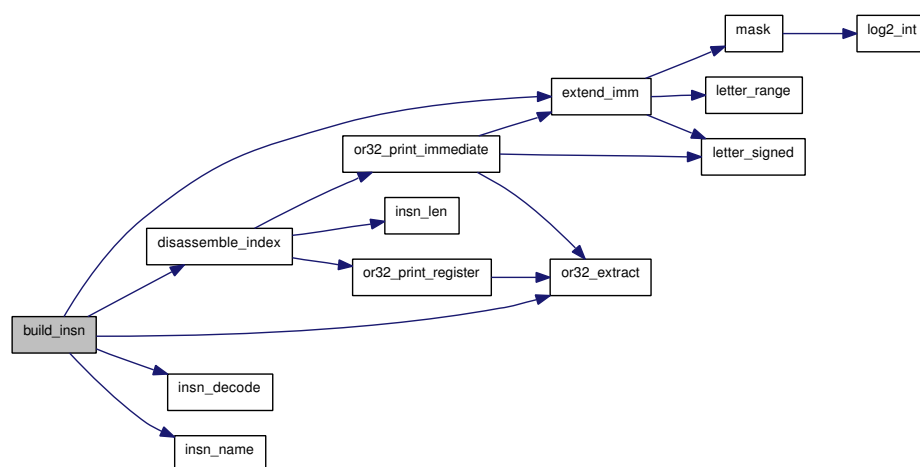 mask
log2_int
extend_imm
letter_range
or32_print_immediate
letter_signed
insn_len
disassemble_index
or32_print_register
or32_extract
build_insn
insn_decode
insn_name